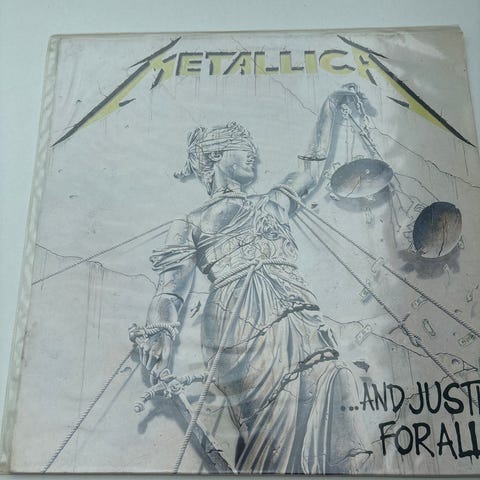 METALLICA
...AND JUSTI
FOR ALL